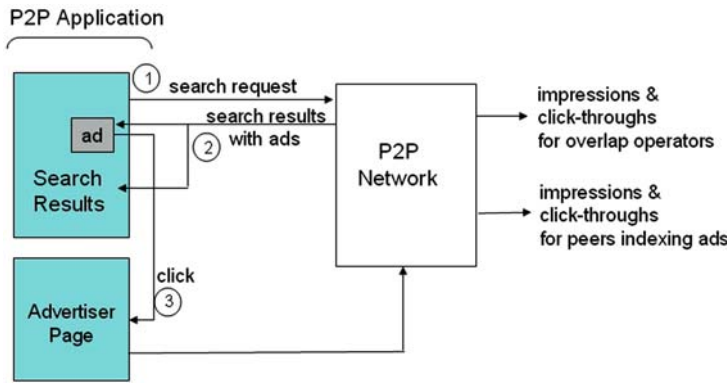 P2P Application
1
search request
search results
with ads
2
ad
Search
Results
P2P
Network
impressions &
click-throughs
for overlap operators
impressions &
click-throughs
for peers indexing ads
click
3
Advertiser
Page